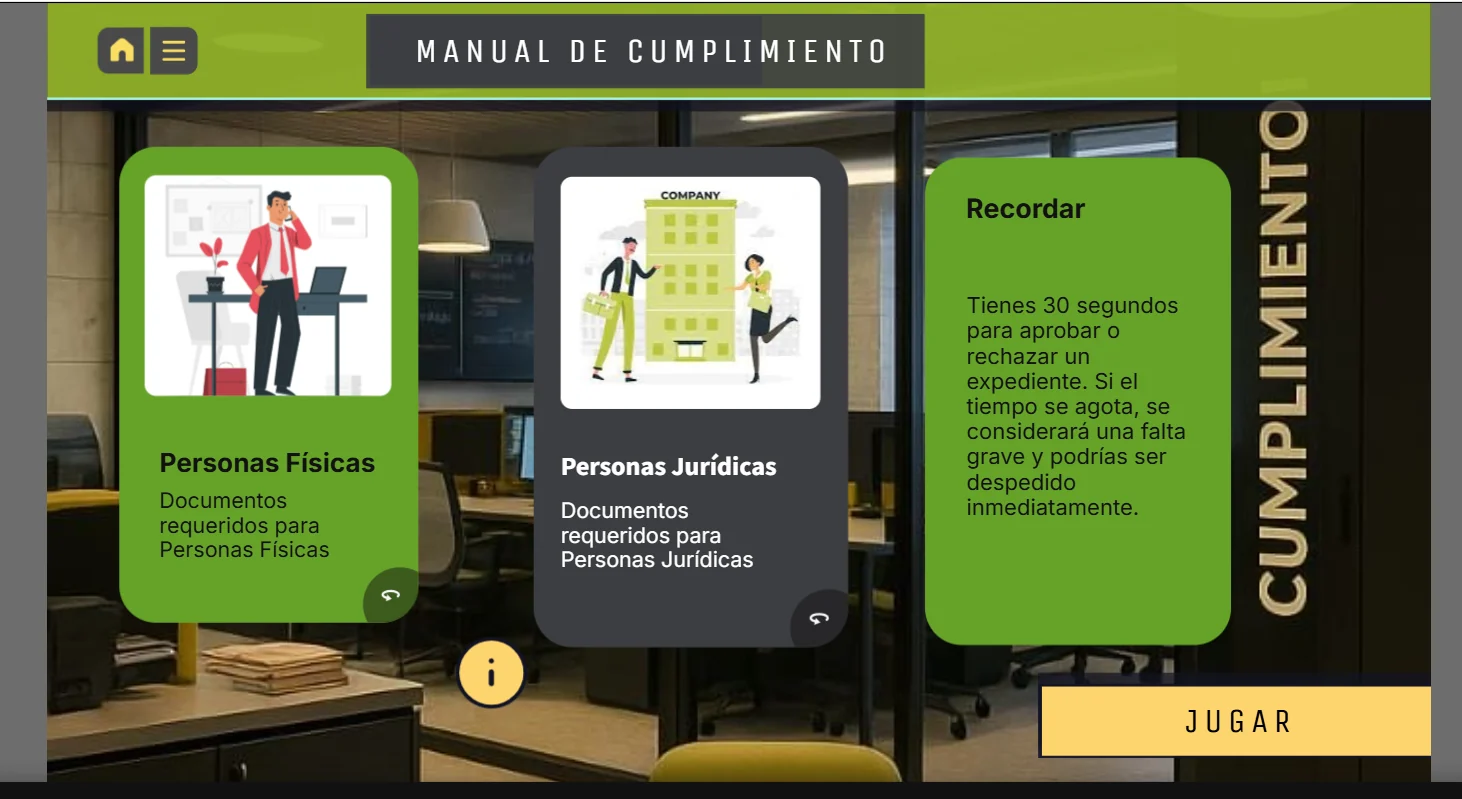 MANUAL DE CUMPLIMIENTO
COMPANY
Personas Físicas
Documentos
requeridos para
Personas Físicas
Personas Jurídicas
Documentos
requeridos para
Personas Jurídicas
Recordar
Tienes 30 segundos
para aprobar o
rechazar un
expediente. Si el
tiempo se agota, se
considerará una falta
grave y podrías ser
despedido
inmediatamente.
CUMPLIMIENTO
i
JUGAR